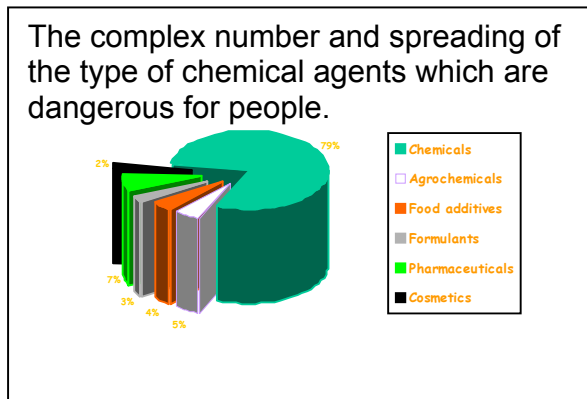 The complex number and spreading of
the type of chemical agents which are
dangerous for people.
79%
2%
7%
3%
4%
5%
Chemicals
Agrochemicals
Food additives
Formulants
Pharmaceuticals
Cosmetics